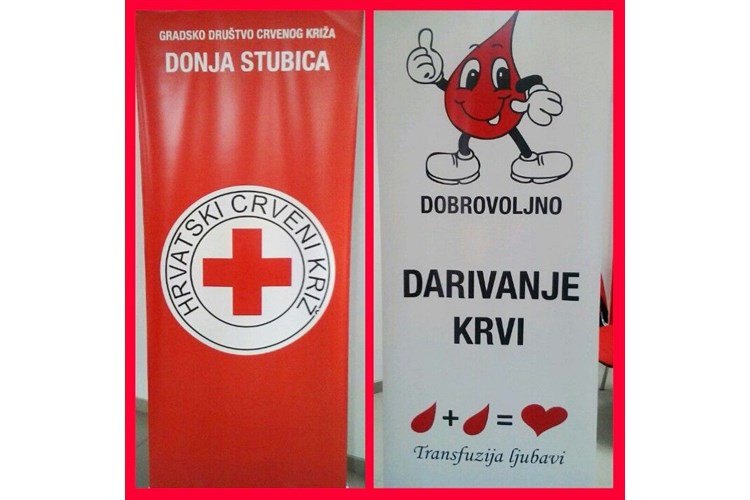 GRADSKO DRUŠTVO CRVENOG KRIŽA
DONJA STUBICA
HRVATSKI CRVENI KRIŽ
DOBROVOLJNO
DARIVANJE
KRVI
+ =
Transfuzija ljubavi